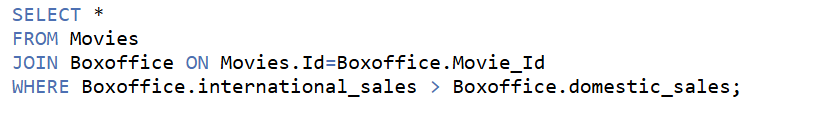 SELECT *
FROM Movies
JOIN Boxoffice ON Movies.Id=Boxoffice.Movie_Id
WHERE Boxoffice.international_sales > Boxoffice.domestic_sales;